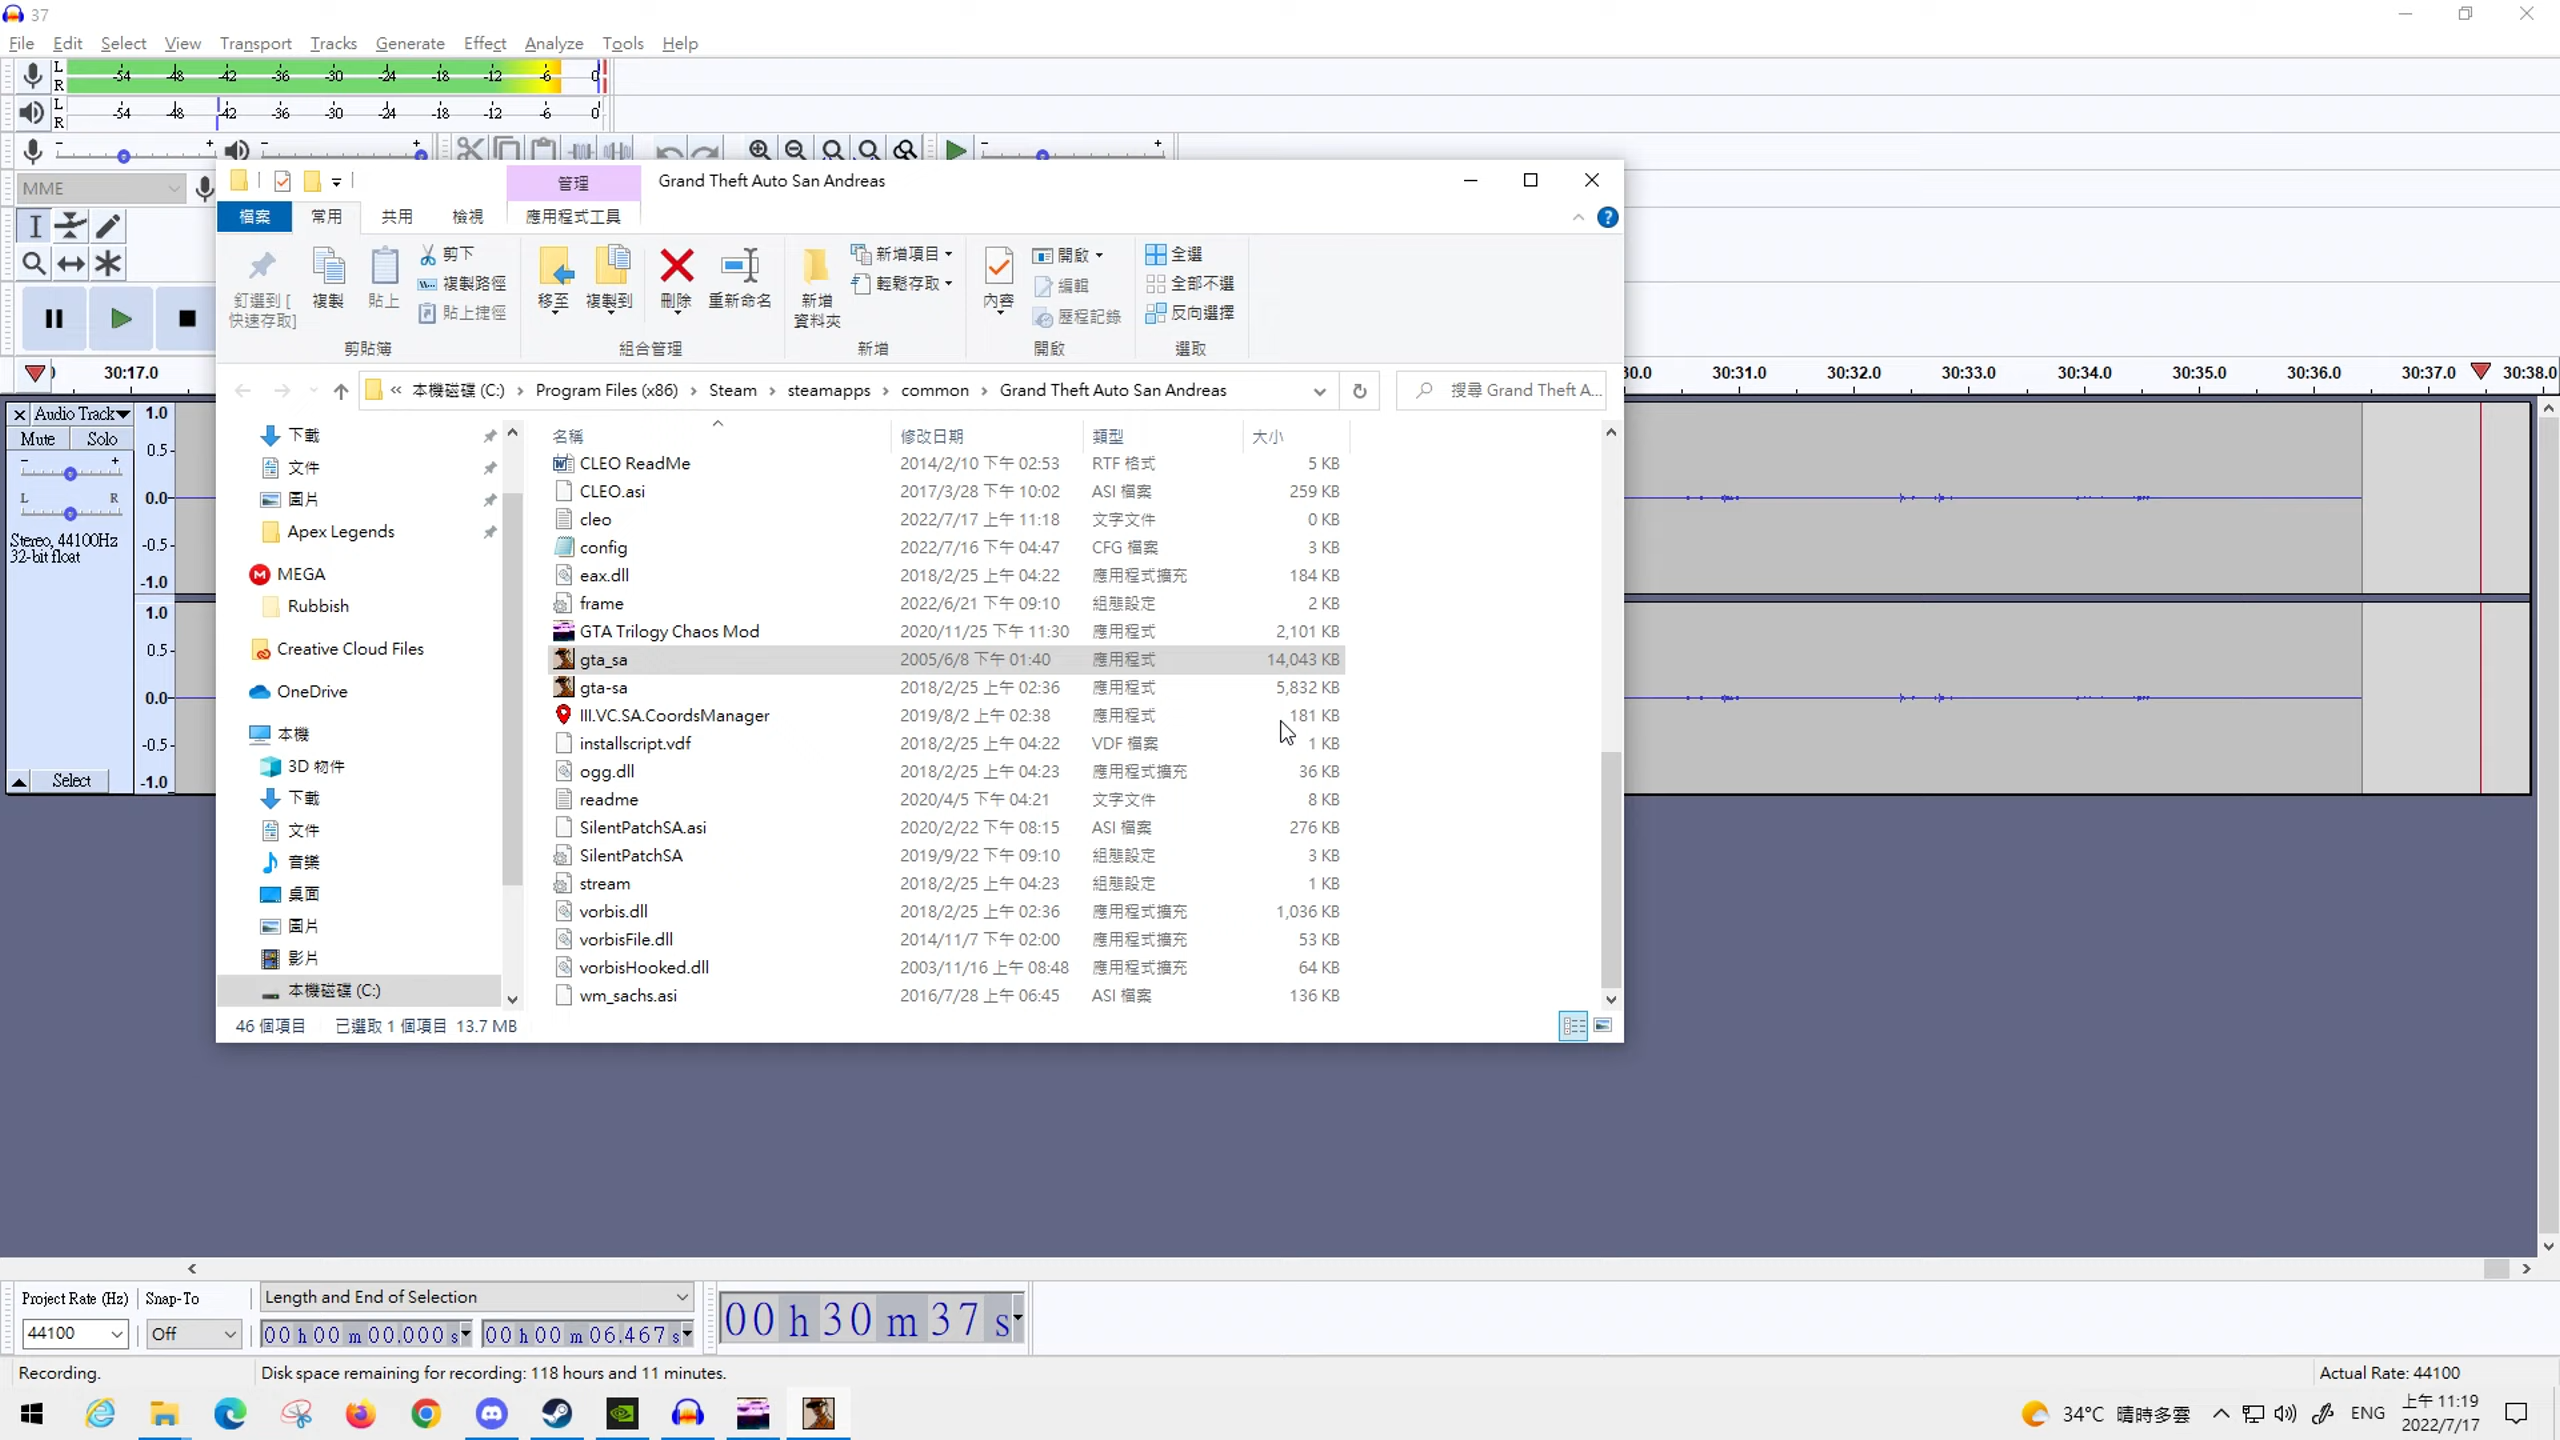 37
File Edit Select View Transport Tracks Generate Effect Analyze Tools Help
L R -54 -48 -42 -36 -30 -24 -18 -12 -6 0
L R -54 -48 -42 -36 -30 -24 -18 -12 -6 0
MME
管理 Grand Theft Auto San Andreas
檔案 常用 共用 檢視 應用程式工具
釘選到 [快速存取]
複製
貼上
剪下
複製路徑
貼上捷徑
剪貼簿
移至
複製到
刪除
重新命名
組合管理
新增資料夾
新增項目
輕鬆存取
新增
內容
開啟
編輯
歷程記錄
開啟
全選
全部不選
反向選擇
選取
« 本機磁碟 (C:) › Program Files (x86) › Steam › steamapps › common › Grand Theft Auto San Andreas
搜尋 Grand Theft A...
30:17.0 30.0 30:31.0 30:32.0 30:33.0 30:34.0 30:35.0 30:36.0 30:37.0 30:38.0
Audio Track
Mute Solo
L R
Stereo, 44100Hz
32-bit float
Select
1.0
0.5
0.0
-0.5
-1.0
1.0
0.5
0.0
-0.5
-1.0
下載
文件
圖片
Apex Legends
MEGA
Rubbish
Creative Cloud Files
OneDrive
本機
3D 物件
下載
文件
音樂
桌面
圖片
影片
本機磁碟 (C:)
名稱 修改日期 類型 大小
CLEO ReadMe 2014/2/10 下午 02:53 RTF 格式 5 KB
CLEO.asi 2017/3/28 下午 10:02 ASI 檔案 259 KB
cleo 2022/7/17 上午 11:18 文字文件 0 KB
config 2022/7/16 下午 04:47 CFG 檔案 3 KB
eax.dll 2018/2/25 上午 04:22 應用程式擴充 184 KB
frame 2022/6/21 下午 09:10 組態設定 2 KB
GTA Trilogy Chaos Mod 2020/11/25 下午 11:30 應用程式 2,101 KB
gta_sa 2005/6/8 下午 01:40 應用程式 14,043 KB
gta-sa 2018/2/25 上午 02:36 應用程式 5,832 KB
III.VC.SA.CoordsManager 2019/8/2 上午 02:38 應用程式 181 KB
installscript.vdf 2018/2/25 上午 04:22 VDF 檔案 1 KB
ogg.dll 2018/2/25 上午 04:23 應用程式擴充 36 KB
readme 2020/4/5 下午 04:21 文字文件 8 KB
SilentPatchSA.asi 2020/2/22 下午 08:15 ASI 檔案 276 KB
SilentPatchSA 2019/9/22 下午 09:10 組態設定 3 KB
stream 2018/2/25 上午 04:23 組態設定 1 KB
vorbis.dll 2018/2/25 上午 02:36 應用程式擴充 1,036 KB
vorbisFile.dll 2014/11/7 下午 02:00 應用程式擴充 53 KB
vorbisHooked.dll 2003/11/16 上午 08:48 應用程式擴充 64 KB
wm_sachs.asi 2016/7/28 上午 06:45 ASI 檔案 136 KB
46 個項目 已選取 1 個項目 13.7 MB
Project Rate (Hz) Snap-To Length and End of Selection
44100 Off 00 h 00 m 00.000 s 00 h 00 m 06.467 s 00 h 30 m 37 s
Recording. Disk space remaining for recording: 118 hours and 11 minutes. Actual Rate: 44100
34°C 晴時多雲 ENG 上午 11:19
2022/7/17